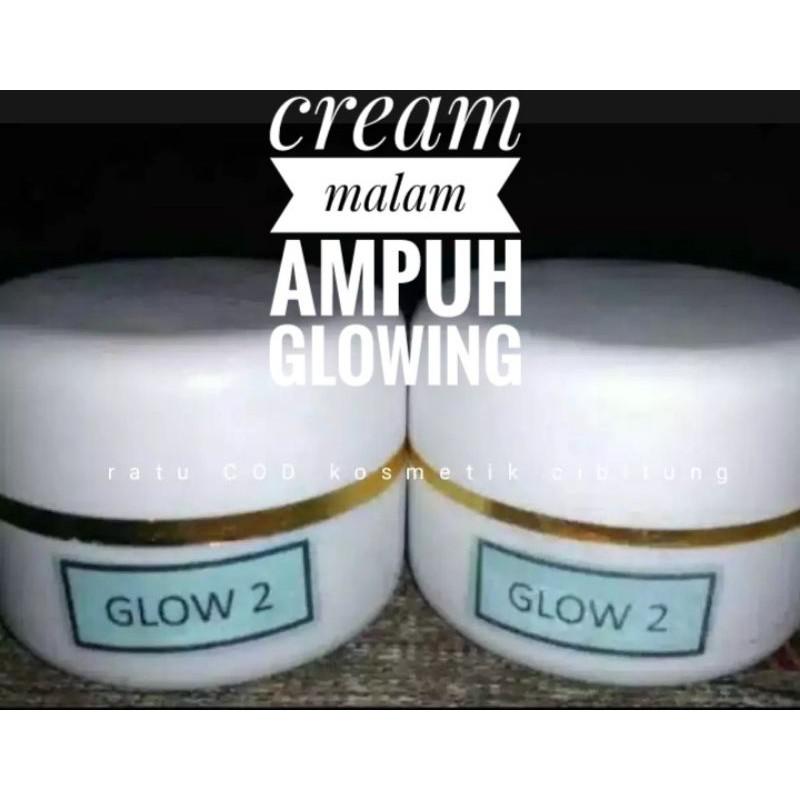 cream
malam
AMPUH
GLOWING
ratu COD kosmetik cibitung
GLOW 2
GLOW 2